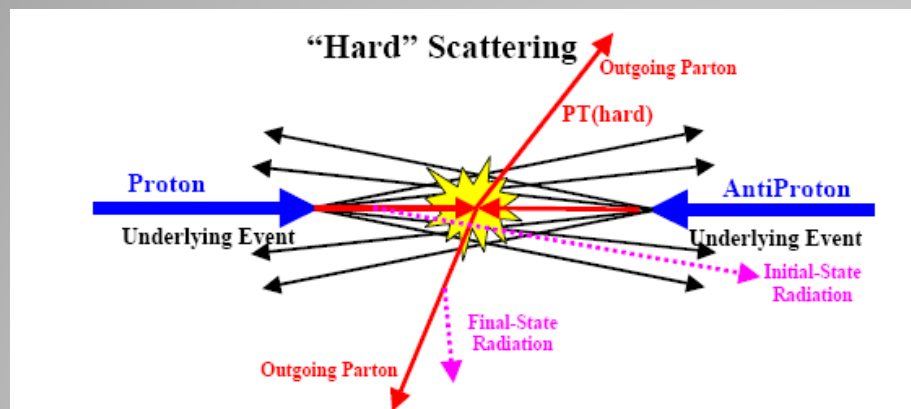 “Hard” Scattering
Outgoing Parton
PT(hard)
Proton
AntiProton
Underlying Event
Underlying Event
Initial-State
Radiation
Final-State
Radiation
Outgoing Parton